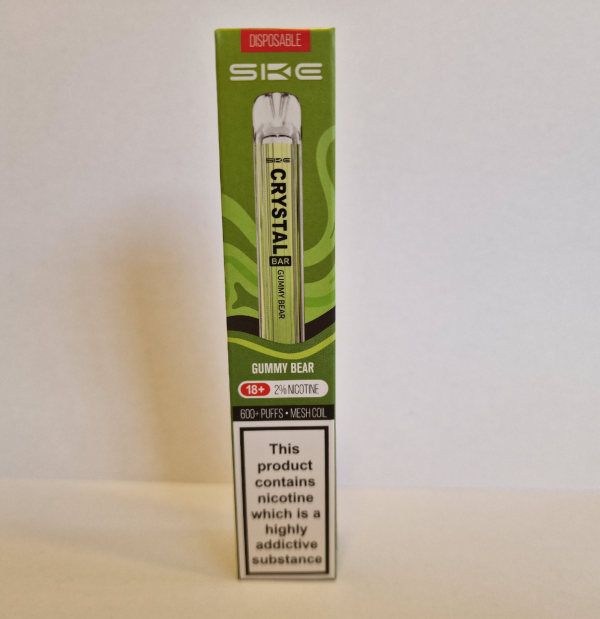 DISPOSABLE
SKE
SKE
CRYSTAL
BAR
GUMMY BEAR
GUMMY BEAR
18+ 2% NICOTINE
600+ PUFFS • MESH COIL
This
product
contains
nicotine
which is a
highly
addictive
substance